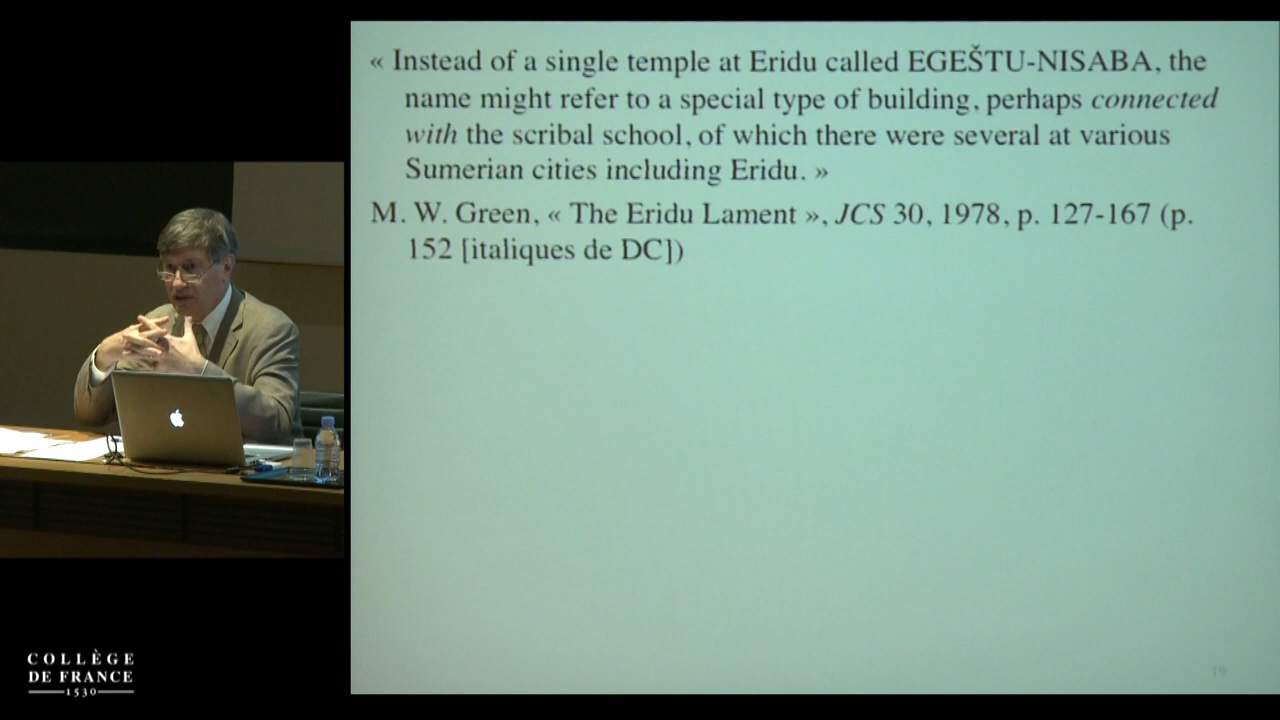 « Instead of a single temple at Eridu called EGEŠTU-NISABA, the
name might refer to a special type of building, perhaps connected
with the scribal school, of which there were several at various
Sumerian cities including Eridu. »
M. W. Green, « The Eridu Lament », JCS 30, 1978, p. 127-167 (p.
152 [italiques de DC])
19
COLLÈGE
DE FRANCE
1530